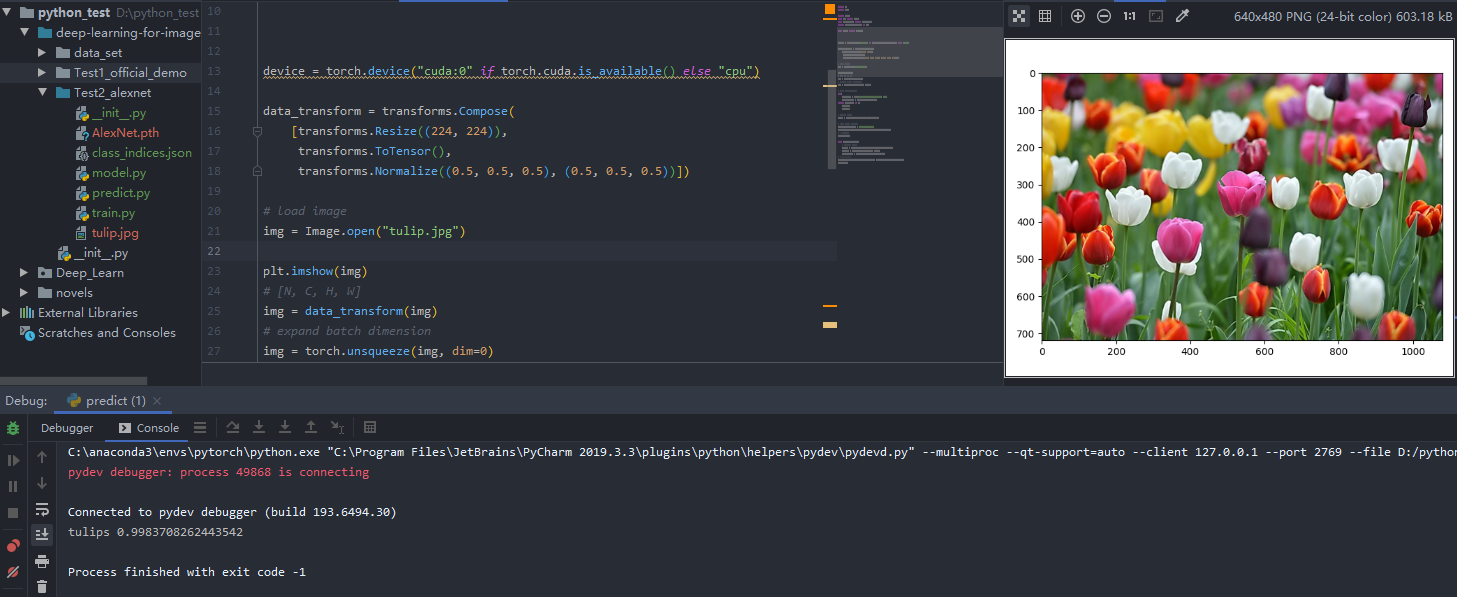 python_test D:\python_test
deep-learning-for-image
data_set
Test1_official_demo
Test2_alexnet
__init__.py
AlexNet.pth
class_indices.json
model.py
predict.py
train.py
tulip.jpg
__init__.py
Deep_Learn
novels
External Libraries
Scratches and Consoles
10
11
12
13 device = torch.device("cuda:0" if torch.cuda.is_available() else "cpu")
14
15 data_transform = transforms.Compose(
16 [transforms.Resize((224, 224)),
17 transforms.ToTensor(),
18 transforms.Normalize((0.5, 0.5, 0.5), (0.5, 0.5, 0.5))])
19
20 # load image
21 img = Image.open("tulip.jpg")
22
23 plt.imshow(img)
24 # [N, C, H, W]
25 img = data_transform(img)
26 # expand batch dimension
27 img = torch.unsqueeze(img, dim=0)
1:1 640x480 PNG (24-bit color) 603.18 kB
0
100
200
300
400
500
600
700
0 200 400 600 800 1000
Debug: predict (1)
Debugger Console
C:\anaconda3\envs\pytorch\python.exe "C:\Program Files\JetBrains\PyCharm 2019.3.3\plugins\python\helpers\pydev\pydevd.py" --multiproc --qt-support=auto --client 127.0.0.1 --port 2769 --file D:/python
pydev debugger: process 49868 is connecting
Connected to pydev debugger (build 193.6494.30)
tulips 0.9983708262443542
Process finished with exit code -1